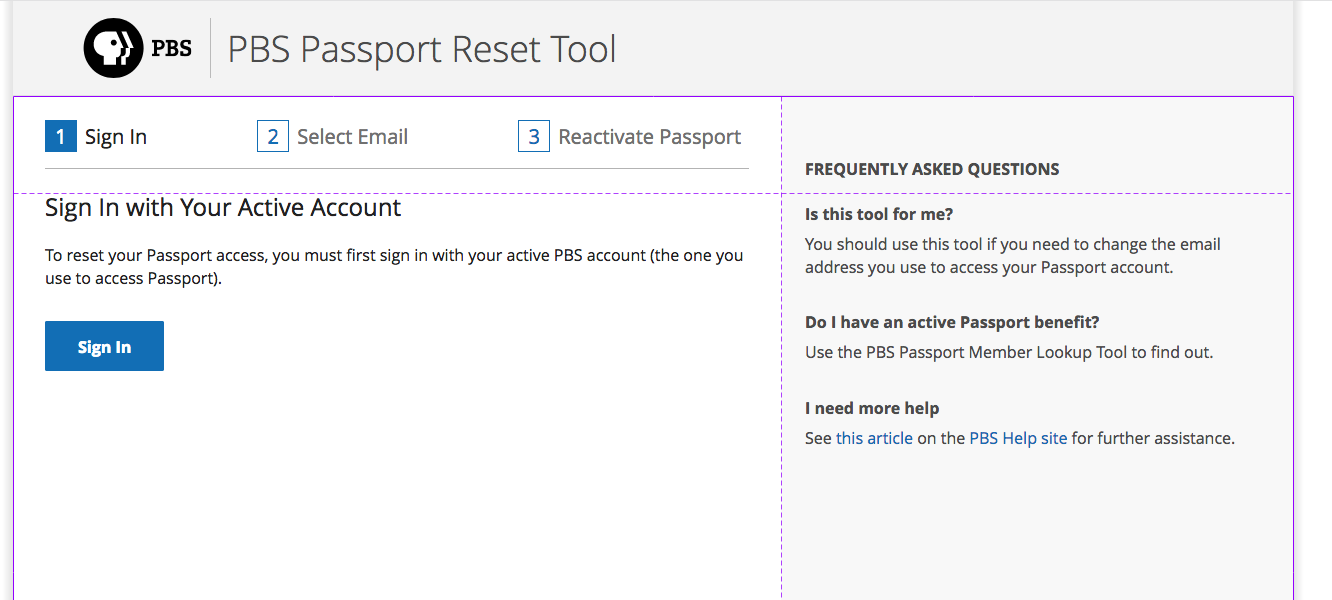 PBS
PBS Passport Reset Tool
1 Sign In
2 Select Email
3 Reactivate Passport
Sign In with Your Active Account
To reset your Passport access, you must first sign in with your active PBS account (the one you
use to access Passport).
Sign In
FREQUENTLY ASKED QUESTIONS
Is this tool for me?
You should use this tool if you need to change the email
address you use to access your Passport account.
Do I have an active Passport benefit?
Use the PBS Passport Member Lookup Tool to find out.
I need more help
See this article on the PBS Help site for further assistance.